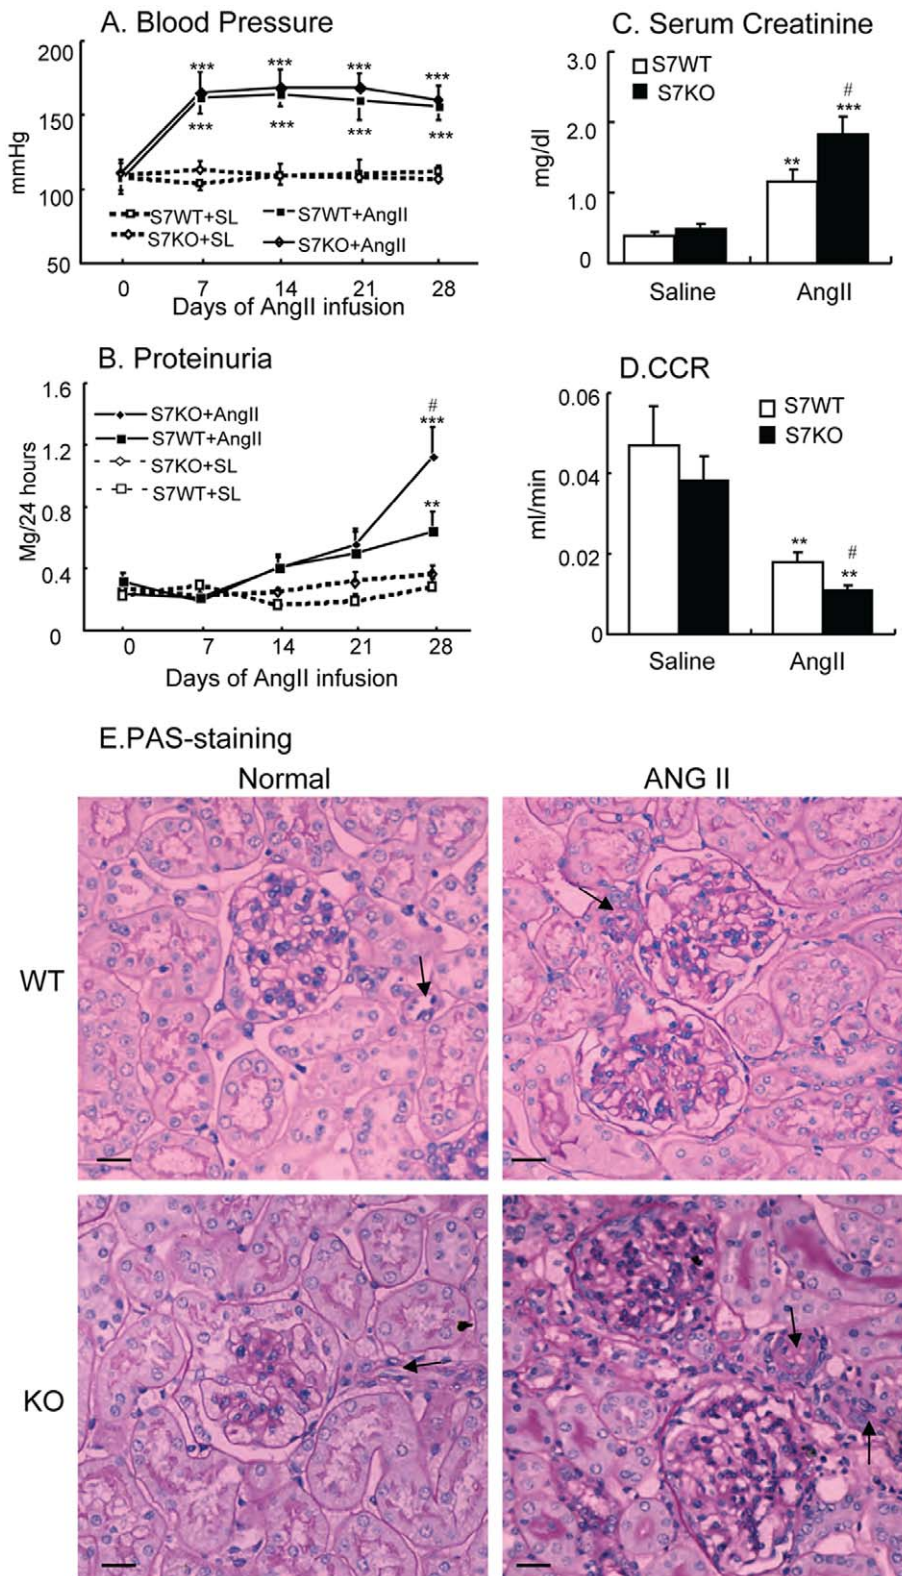 A. Blood Pressure
200
150
100
50
mmHg
*** *** *** ***
*** *** *** ***
S7WT+SL
S7WT+AngII
S7KO+SL
S7KO+AngII
0 7 14 21 28
Days of AngII infusion
C. Serum Creatinine
3.0
2.0
1.0
0
mg/dl
S7WT
S7KO
#
***
**
Saline
AngII
B. Proteinuria
1.6
1.2
0.8
0.4
0
Mg/24 hours
S7KO+AngII
S7WT+AngII
S7KO+SL
S7WT+SL
#
***
**
0 7 14 21 28
Days of AngII infusion
D.CCR
0.06
0.04
0.02
0
ml/min
S7WT
S7KO
**
#
**
Saline
AngII
E.PAS-staining
Normal
ANG II
WT
KO